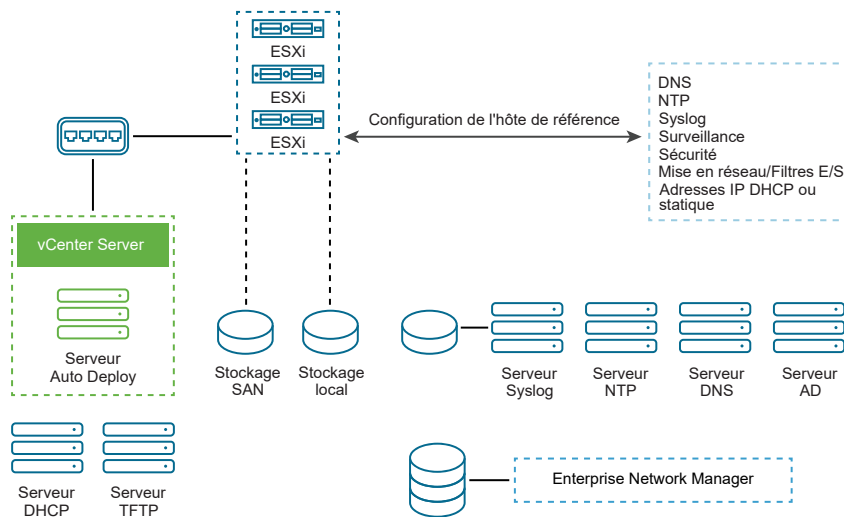 ESXi
ESXi
ESXi
Configuration de l'hôte de référence
DNS
NTP
Syslog
Surveillance
Sécurité
Mise en réseau/Filtres E/S
Adresses IP DHCP ou
statique
vCenter Server
Serveur
Auto Deploy
Stockage
SAN
Stockage
local
Serveur
Syslog
Serveur
NTP
Serveur
DNS
Serveur
AD
Serveur
DHCP
Serveur
TFTP
Enterprise Network Manager